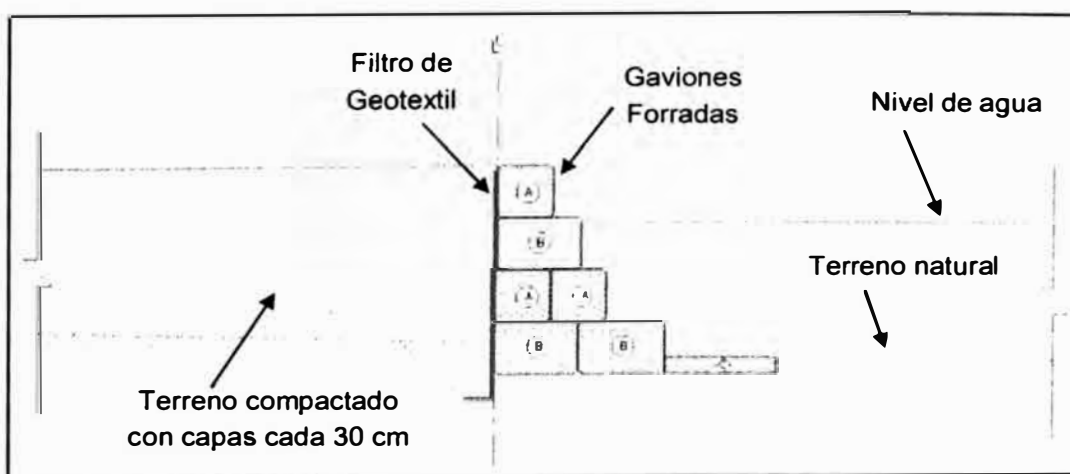 Filtro de
Geotextil
Gaviones
Forradas
Nivel de agua
A
B
A
A
Terreno natural
B
B
Terreno compactado
con capas cada 30 cm